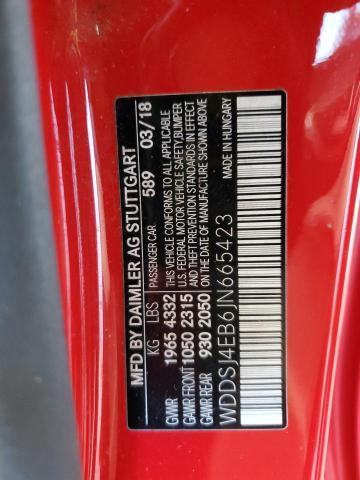 MFD BY DAIMLER AG STUTTGART
KG LBS PASSENGER CAR 589 03/18
GVWR 1965 4332 THIS VEHICLE CONFORMS TO ALL APPLICABLE
GAWR FRONT 1050 2315 U.S. FEDERAL MOTOR VEHICLE SAFETY, BUMPER
GAWR REAR 930 2050 AND THEFT PREVENTION STANDARDS IN EFFECT
ON THE DATE OF MANUFACTURE SHOWN ABOVE
WDDSJ4EB6JN665423 MADE IN HUNGARY